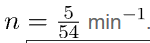 n = 5/54 min⁻¹.